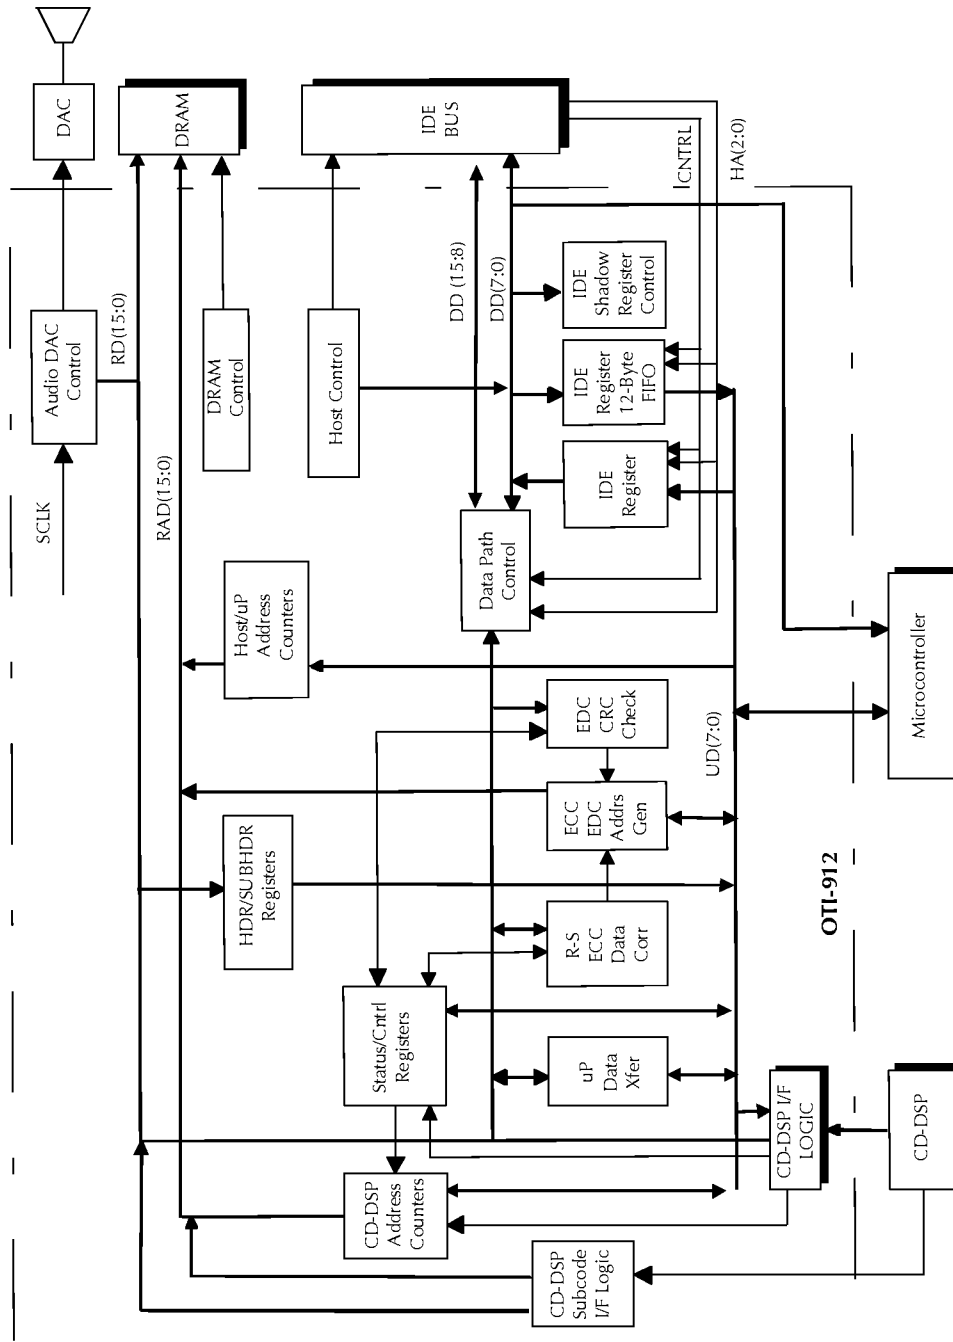 CD-DSP
Subcode
I/F Logic
CD-DSP
Address
Counters
CD-DSP I/F
LOGIC
CD-DSP
Status/Cntrl
Registers
uP
Data
Xfer
R-S
ECC
Data
Corr
HDR/SUBHDR
Registers
ECC
EDC
Addrs
Gen
EDC
CRC
Check
UD(7:0)
OTI-912
Microcontroller
Host/uP
Address
Counters
Data Path
Control
SCLK
RAD(15:0)
Audio DAC
Control
RD(15:0)
DRAM
Control
Host Control
IDE
Register
IDE
Register
12-Byte
FIFO
IDE
Shadow
Register
Control
DD (15:8)
DD(7:0)
ICNTRL
HA(2:0)
DAC
DRAM
IDE
BUS